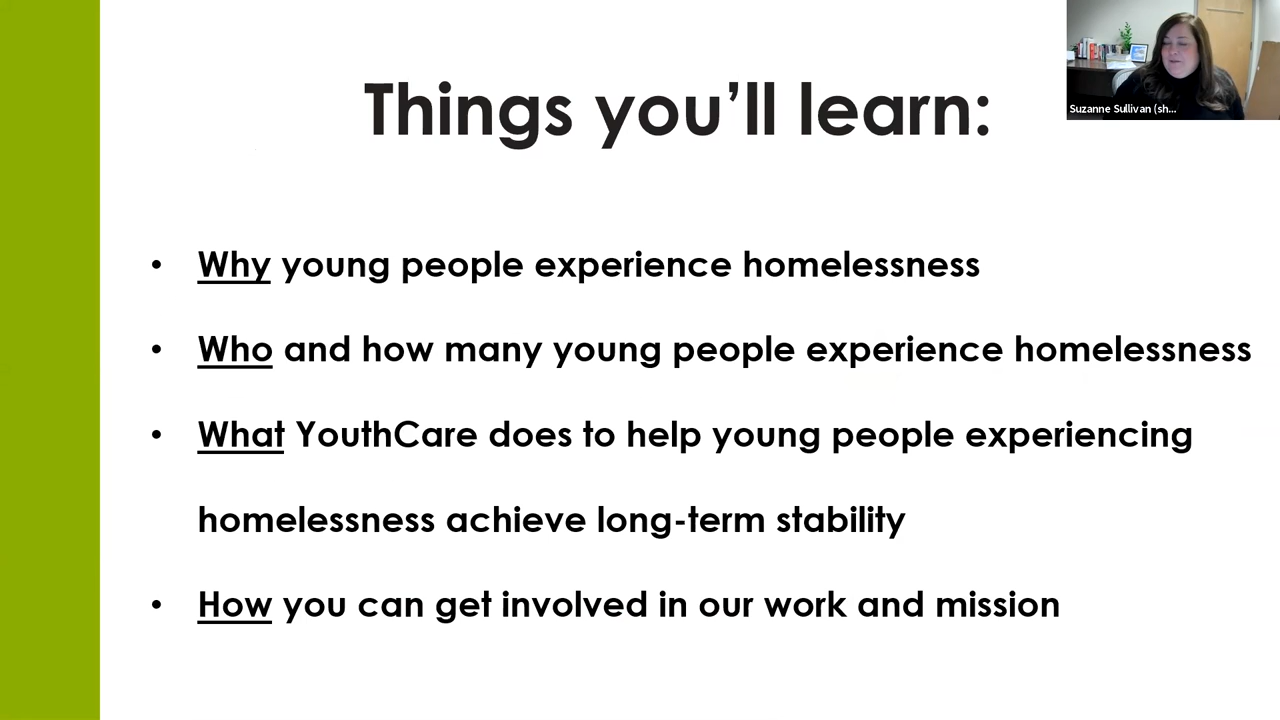 Things you’ll learn:
Suzanne Sullivan (sh...
• Why young people experience homelessness
• Who and how many young people experience homelessness
• What YouthCare does to help young people experiencing
homelessness achieve long-term stability
• How you can get involved in our work and mission